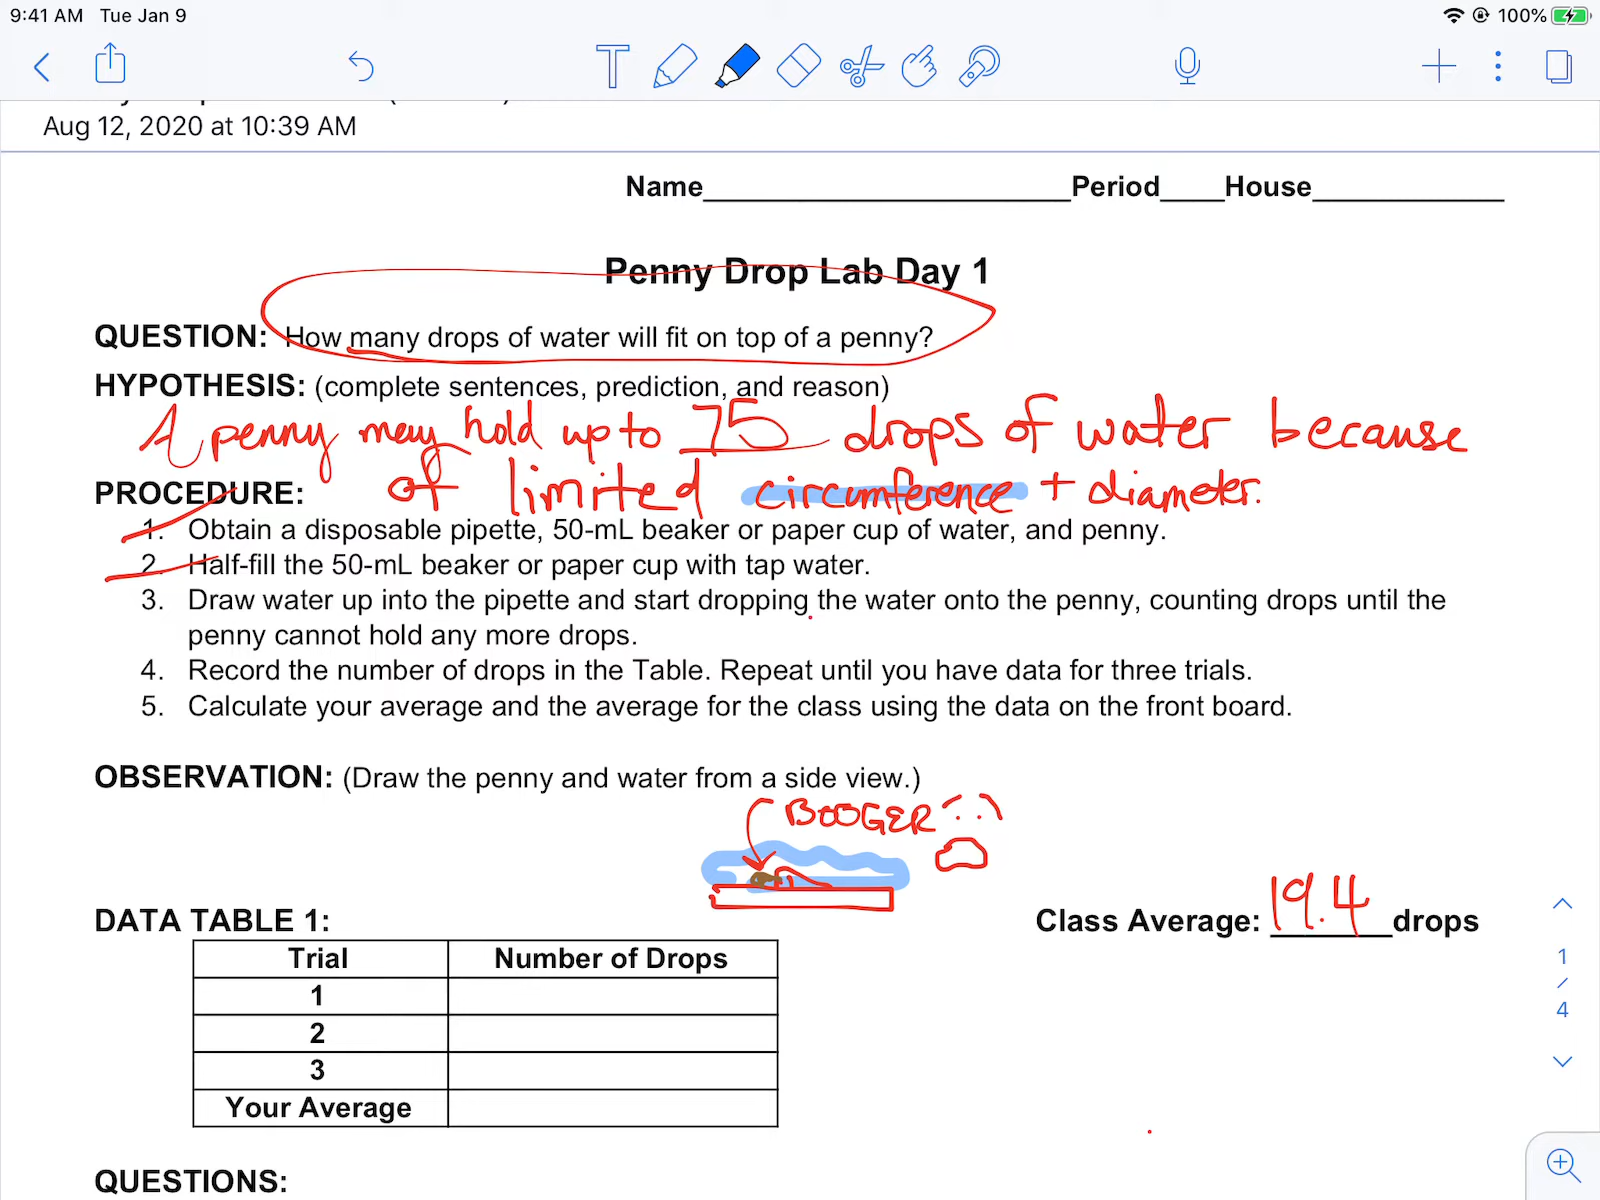 9:41 AM Tue Jan 9
100%
Aug 12, 2020 at 10:39 AM
Name Period House
Penny Drop Lab Day 1
QUESTION: How many drops of water will fit on top of a penny?
HYPOTHESIS: (complete sentences, prediction, and reason)
A penny may hold up to 75 drops of water because
of limited circumference + diameter.
PROCEDURE:
1. Obtain a disposable pipette, 50-mL beaker or paper cup of water, and penny.
2. Half-fill the 50-mL beaker or paper cup with tap water.
3. Draw water up into the pipette and start dropping the water onto the penny, counting drops until the
penny cannot hold any more drops.
4. Record the number of drops in the Table. Repeat until you have data for three trials.
5. Calculate your average and the average for the class using the data on the front board.
OBSERVATION: (Draw the penny and water from a side view.)
BOOGER
DATA TABLE 1:
Class Average: 19.4 drops
Trial Number of Drops
1
2
3
Your Average
1
/
4
QUESTIONS: